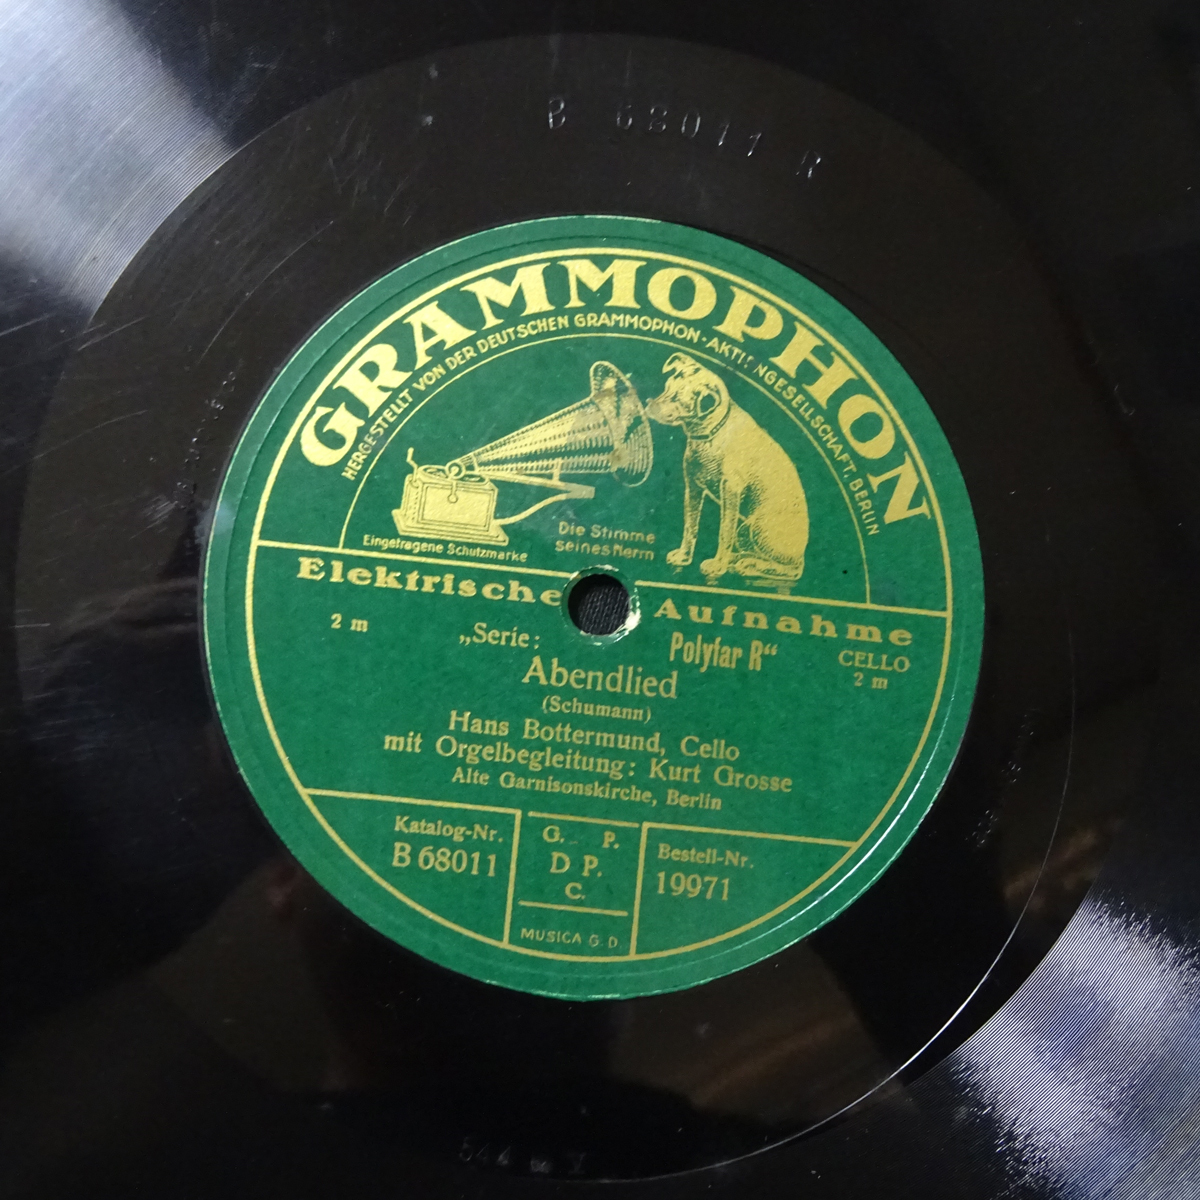 B 68011 R
GRAMMOPHON
HERGESTELLT VON DER DEUTSCHEN GRAMMOPHON-AKTIENGESELLSCHAFT. BERLIN
Eingetragene Schutzmarke
Die Stimme
seines Herrn
Elektrische Aufnahme
2 m „Serie: Polyfar R“ CELLO
2 m
Abendlied
(Schumann)
Hans Bottermund, Cello
mit Orgelbegleitung: Kurt Grosse
Alte Garnisonskirche, Berlin
Katalog-Nr.
B 68011
G. P.
D P.
C.
MUSICA G. D.
Bestell-Nr.
19971